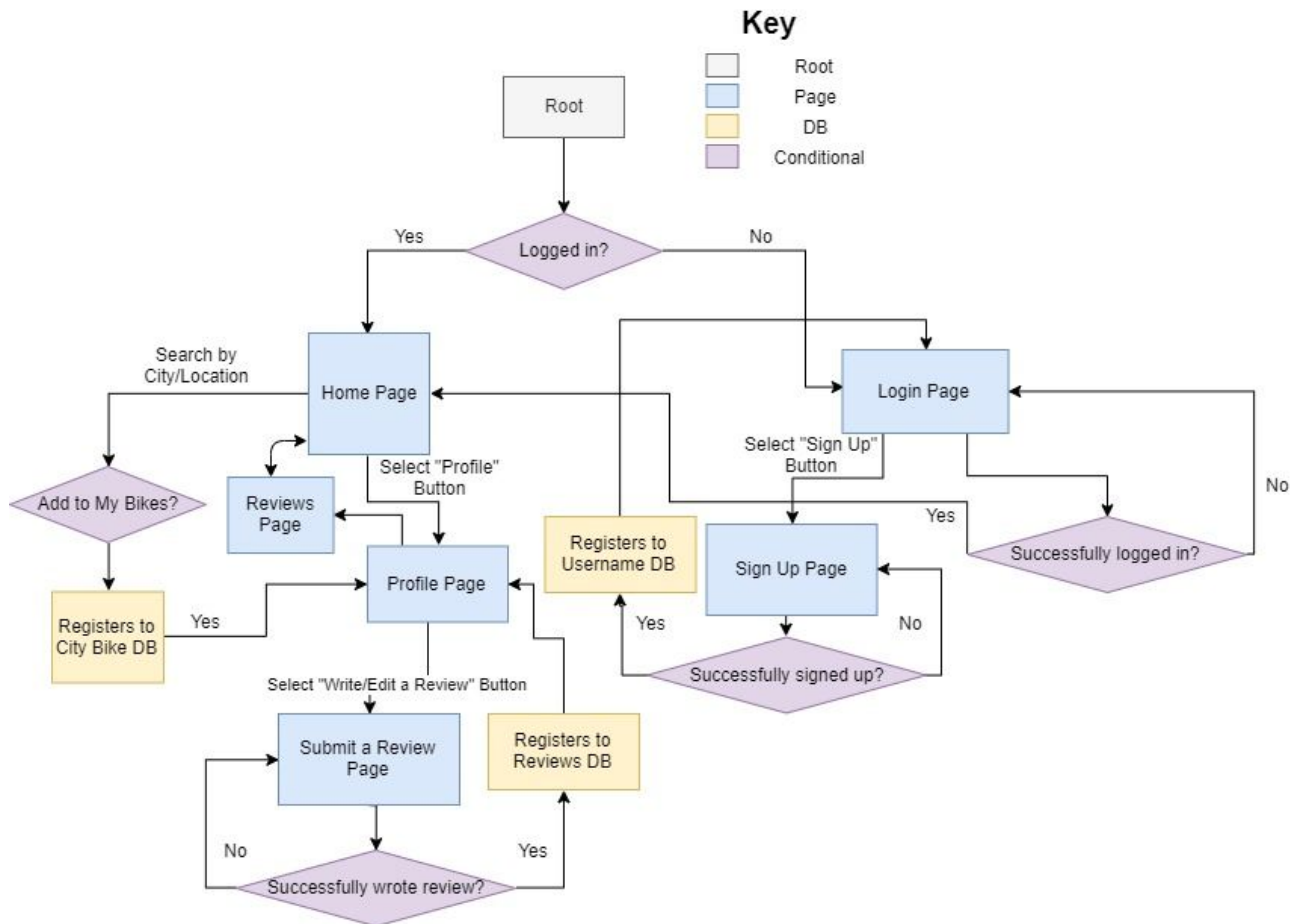 Key
Root
Page
DB
Conditional
Root
Logged in?
Yes
No
Search by
City/Location
Home Page
Login Page
Select "Profile"
Button
Select "Sign Up"
Button
Add to My Bikes?
Reviews
Page
No
Yes
Registers to
Username DB
Sign Up Page
Successfully logged in?
Profile Page
Registers to
City Bike DB
Yes
Yes
No
Successfully signed up?
Select "Write/Edit a Review" Button
Submit a Review
Page
Registers to
Reviews DB
No
Yes
Successfully wrote review?